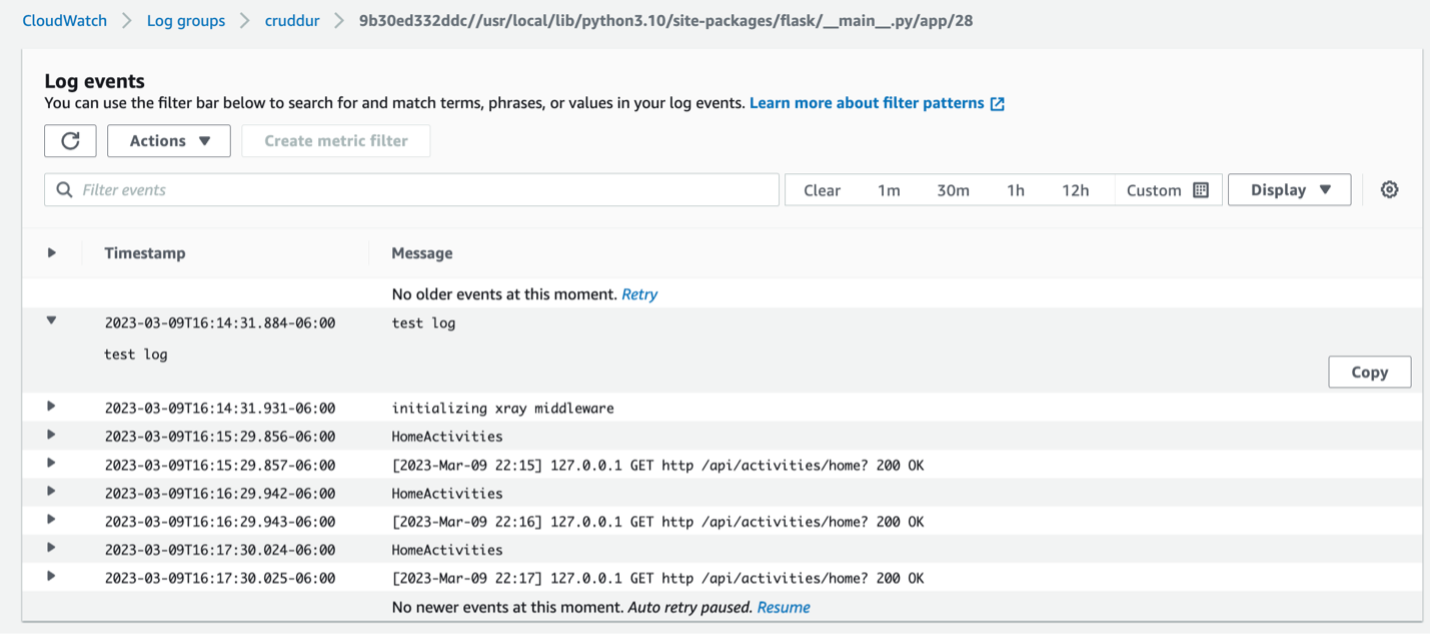 CloudWatch > Log groups > cruddur > 9b30ed332ddc//usr/local/lib/python3.10/site-packages/flask/__main__.py/app/28
Log events
You can use the filter bar below to search for and match terms, phrases, or values in your log events. Learn more about filter patterns
Actions Create metric filter
Filter events Clear 1m 30m 1h 12h Custom Display
Timestamp Message
No older events at this moment. Retry
2023-03-09T16:14:31.884-06:00 test log
test log
Copy
2023-03-09T16:14:31.931-06:00 initializing xray middleware
2023-03-09T16:15:29.856-06:00 HomeActivities
2023-03-09T16:15:29.857-06:00 [2023-Mar-09 22:15] 127.0.0.1 GET http /api/activities/home? 200 OK
2023-03-09T16:16:29.942-06:00 HomeActivities
2023-03-09T16:16:29.943-06:00 [2023-Mar-09 22:16] 127.0.0.1 GET http /api/activities/home? 200 OK
2023-03-09T16:17:30.024-06:00 HomeActivities
2023-03-09T16:17:30.025-06:00 [2023-Mar-09 22:17] 127.0.0.1 GET http /api/activities/home? 200 OK
No newer events at this moment. Auto retry paused. Resume